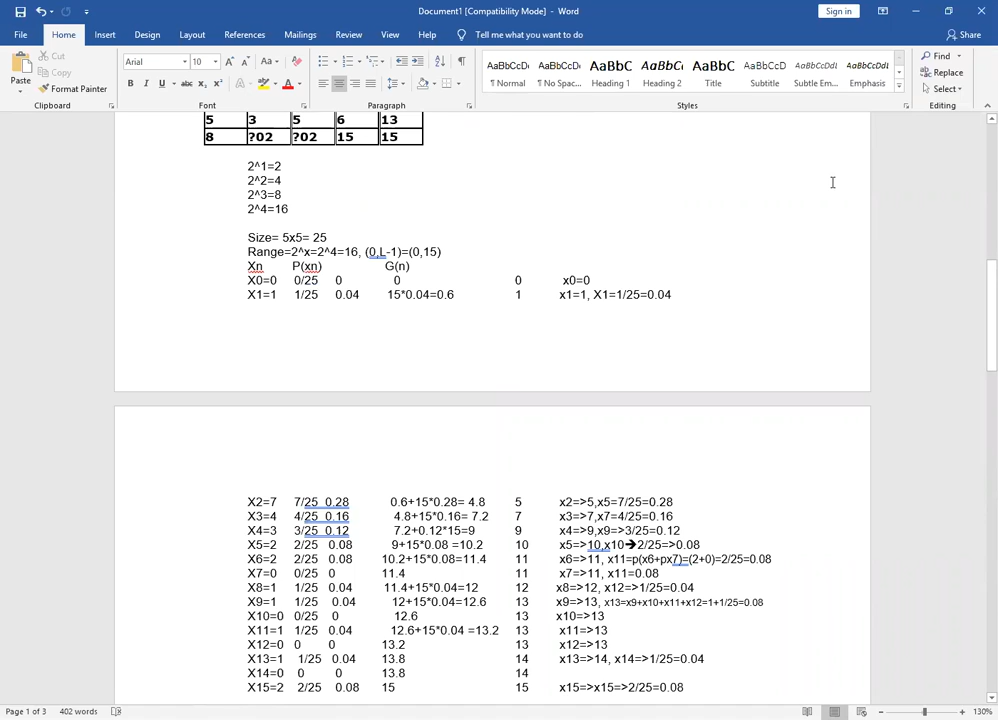 Document1 [Compatibility Mode] - Word
Sign in
File Home Insert Design Layout References Mailings Review View Help Tell me what you want to do Share
Paste
Cut
Copy
Format Painter
Clipboard
Arial 10
Font
Paragraph
AaBbCcDc AaBbCcDc AaBbC AaBbCc AaBbC AaBbCcD AaBbCcDd AaBbCcDdl
¶ Normal ¶ No Spac... Heading 1 Heading 2 Title Subtitle Subtle Em... Emphasis
Styles
Find
Replace
Select
Editing
5 3 5 6 13
8 ?02 ?02 15 15
2^1=2
2^2=4
2^3=8
2^4=16
Size= 5x5= 25
Range=2^x=2^4=16, (0,L-1)=(0,15)
Xn P(xn) G(n)
X0=0 0/25 0 0 0 x0=0
X1=1 1/25 0.04 15*0.04=0.6 1 x1=1, X1=1/25=0.04
X2=7 7/25 0.28 0.6+15*0.28= 4.8 5 x2=>5,x5=7/25=0.28
X3=4 4/25 0.16 4.8+15*0.16= 7.2 7 x3=>7,x7=4/25=0.16
X4=3 3/25 0.12 7.2+0.12*15=9 9 x4=>9,x9=>3/25=0.12
X5=2 2/25 0.08 9+15*0.08 =10.2 10 x5=>10,x10➔2/25=>0.08
X6=2 2/25 0.08 10.2+15*0.08=11.4 11 x6=>11, x11=p(x6+px7)=(2+0)=2/25=0.08
X7=0 0/25 0 11.4 11 x7=>11, x11=0.08
X8=1 1/25 0.04 11.4+15*0.04=12 12 x8=>12, x12=>1/25=0.04
X9=1 1/25 0.04 12+15*0.04=12.6 13 x9=>13, x13=x9+x10+x11+x12=1+1/25=0.08
X10=0 0/25 0 12.6 13 x10=>13
X11=1 1/25 0.04 12.6+15*0.04 =13.2 13 x11=>13
X12=0 0 0 13.2 13 x12=>13
X13=1 1/25 0.04 13.8 14 x13=>14, x14=>1/25=0.04
X14=0 0 0 13.8 14
X15=2 2/25 0.08 15 15 x15=>x15=>2/25=0.08
Page 1 of 3 402 words 130%